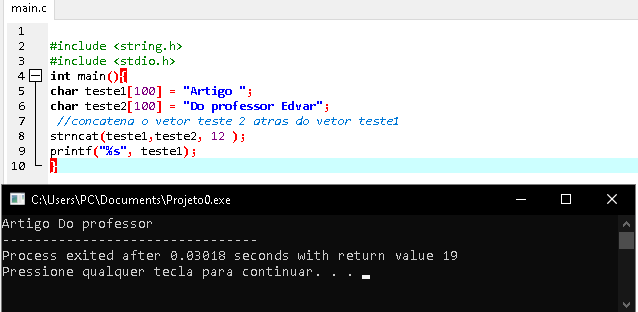 main.c
1
2 #include <string.h>
3 #include <stdio.h>
4 int main(){
5 char teste1[100] = "Artigo ";
6 char teste2[100] = "Do professor Edvar";
7 //concatena o vetor teste 2 atras do vetor teste1
8 strncat(teste1,teste2, 12 );
9 printf("%s", teste1);
10 }
C:\Users\PC\Documents\Projeto0.exe
Artigo Do professor
--------------------------------
Process exited after 0.03018 seconds with return value 19
Pressione qualquer tecla para continuar. . .